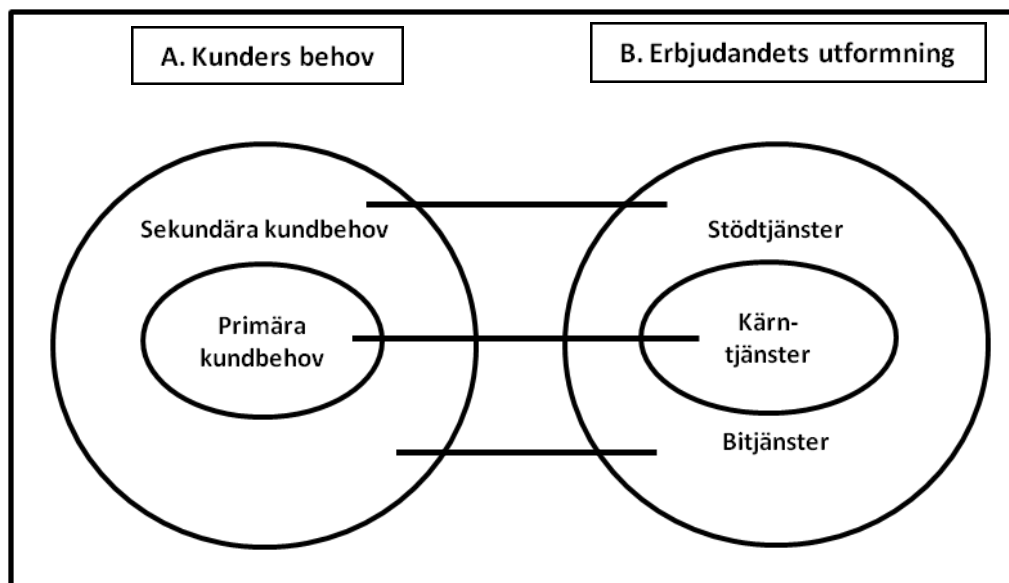 A. Kunders behov
B. Erbjudandets utformning
Sekundära kundbehov
Primära
kundbehov
Stödtjänster
Kärn-
tjänster
Bitjänster